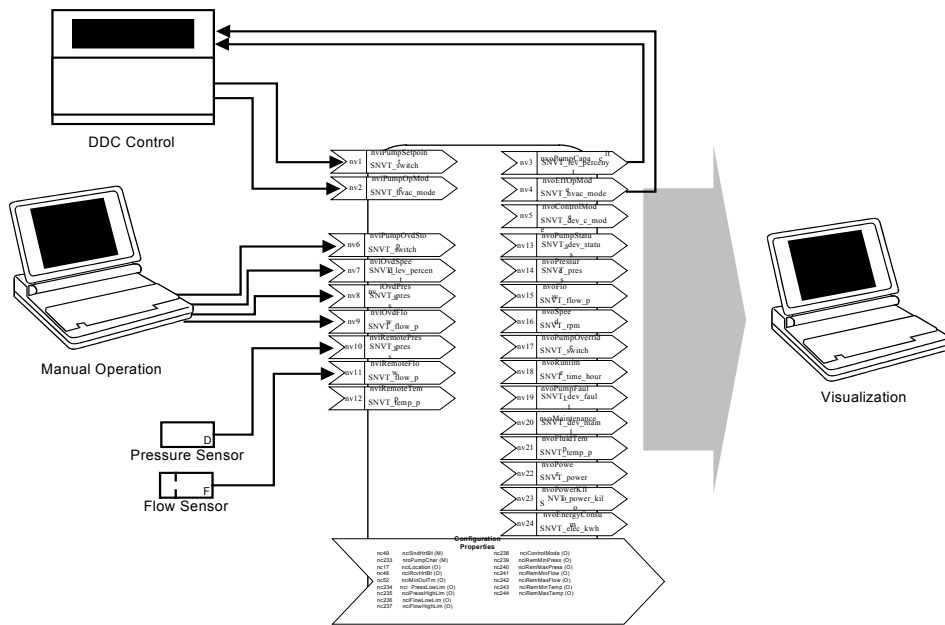 DDC Control
nv1
nviPumpSetpoint
SNVT_switch
nv2
nviPumpOpMode
SNVT_hvac_mode
nv6
nviPumpOvdStop
SNVT_switch
nv7
nviOvdSpeed
SNVT_lev_percent
nv8
nviOvdPress
SNVT_press
nv9
nviOvdFlow
SNVT_flow_p
nv10
nviRemotePress
SNVT_press
nv11
nviRemoteFlow
SNVT_flow_p
nv12
nviRemoteTemp
SNVT_temp_p
nv3
SNVT_lev_percenyt
nv4
nvoEffOpMode
SNVT_hvac_mode
nv5
nvoControlMode
SNVT_dev_c_mode
nv13
nvoPumpStatus
SNVT_dev_status
nv14
nvoPressure
SNVT_press
nv15
nvoFlow
SNVT_flow_p
nv16
nvoSpeed
SNVT_rpm
nv17
nvoPumpOverride
SNVT_switch
nv18
nvoRuntime
SNVT_time_hour
nv19
nvoPumpFault
SNVT_dev_fault
nv20
nvoMaintenance
SNVT_dev_maint
nv21
nvoFluidTemp
SNVT_temp_p
nv22
nvoPower
SNVT_power
nv23
nvoPowerKilo
SNVT_power_kilo
nv24
nvoEnergyConsum
SNVT_elec_kwh
Manual Operation
D
Pressure Sensor
F
Flow Sensor
Visualization
Configuration
Properties
nc49 nciSndHrtBt (M)
nc233 nroPumpChar (M)
nc17 nciLocation (O)
nc48 nciRcvHrtBt (O)
nc52 nciMinOutTm (O)
nc234 nci PressLowLim (O)
nc235 nciPressHighLim (O)
nc236 nciFlowLowLim (O)
nc237 nciFlowHighLim (O)
nc238 nciControlMode (O)
nc239 nciRemMinPress (O)
nc240 nciRemMaxPress (O)
nc241 nciRemMinFlow (O)
nc242 nciRemMaxFlow (O)
nc243 nciRemMinTemp (O)
nc244 nciRemMaxTemp (O)